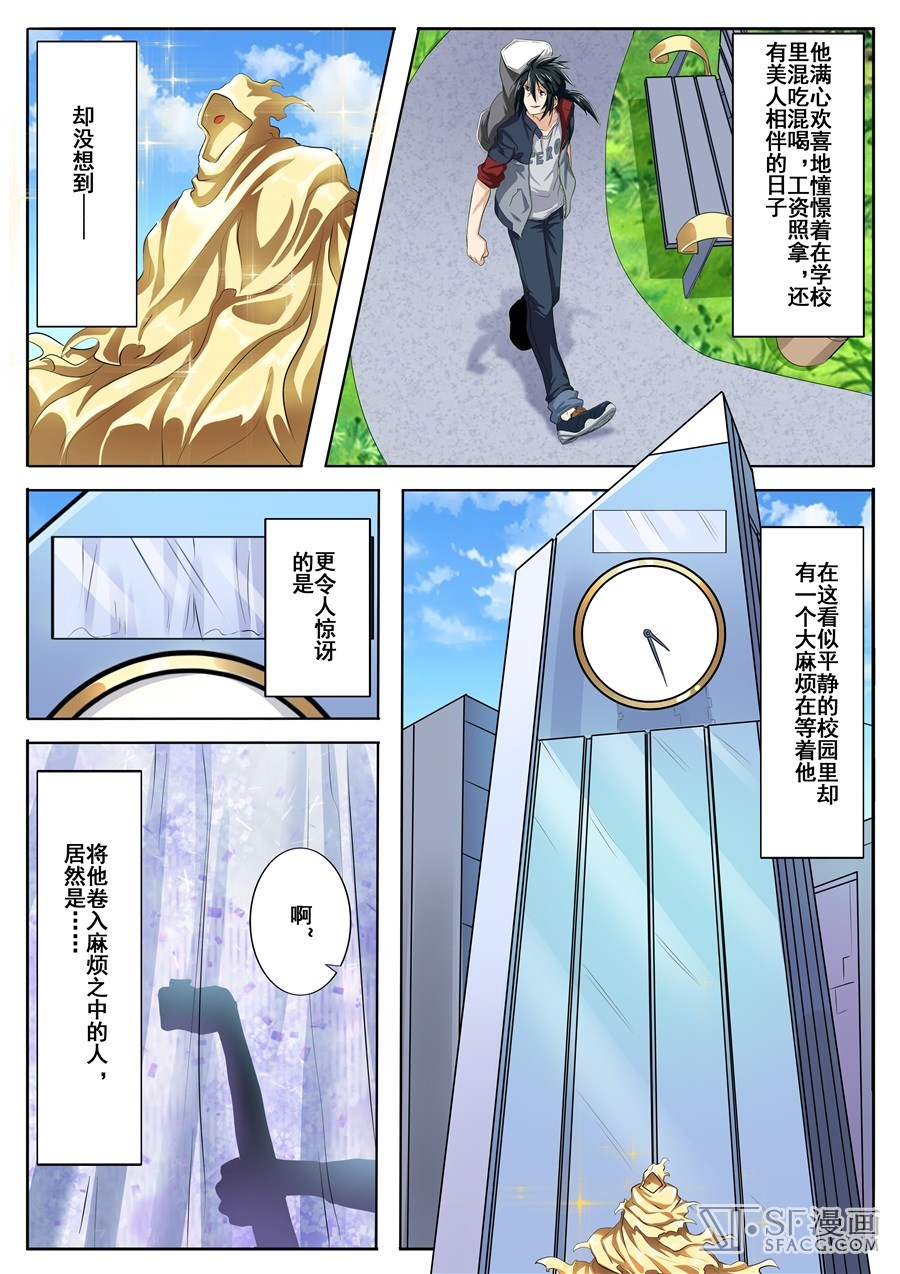 他满心欢喜地憧憬着在学校
里混吃混喝，工资照拿，还
有美人相伴的日子
ZERO
却没想
到——
在这看似平静的校园里却
有一个大麻烦在等着他
更令人惊讶
的是
啊~
将他卷入麻烦之中的人，
居然是……
SF漫画
SFACG.COM